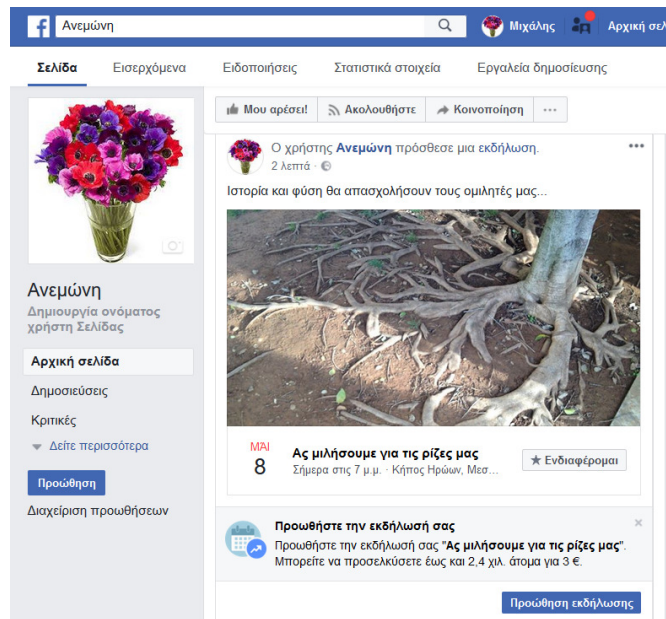 Ανεμώνη
Μιχάλης
Αρχική
Σελίδα Εισερχόμενα Ειδοποιήσεις Στατιστικά στοιχεία Εργαλεία δημοσίευσης
Μου αρέσει! Ακολουθήστε Κοινοποίηση ...
Ο χρήστης Ανεμώνη πρόσθεσε μια εκδήλωση.
2 λεπτά ·
Ιστορία και φύση θα απασχολήσουν τους ομιλητές μας...
Ανεμώνη
Δημιουργία ονόματος
χρήστη Σελίδας
Αρχική σελίδα
Δημοσιεύσεις
Κριτικές
Δείτε περισσότερα
Προώθηση
Διαχείριση προωθήσεων
ΜΑΪ
8
Ας μιλήσουμε για τις ρίζες μας
Σήμερα στις 7 μ.μ. · Κήπος Ηρώων, Μεσ...
Ενδιαφέρομαι
Προωθήστε την εκδήλωσή σας
Προωθήστε την εκδήλωσή σας "Ας μιλήσουμε για τις ρίζες μας".
Μπορείτε να προσελκύσετε έως και 2,4 χιλ. άτομα για 3 €.
Προώθηση εκδήλωσης